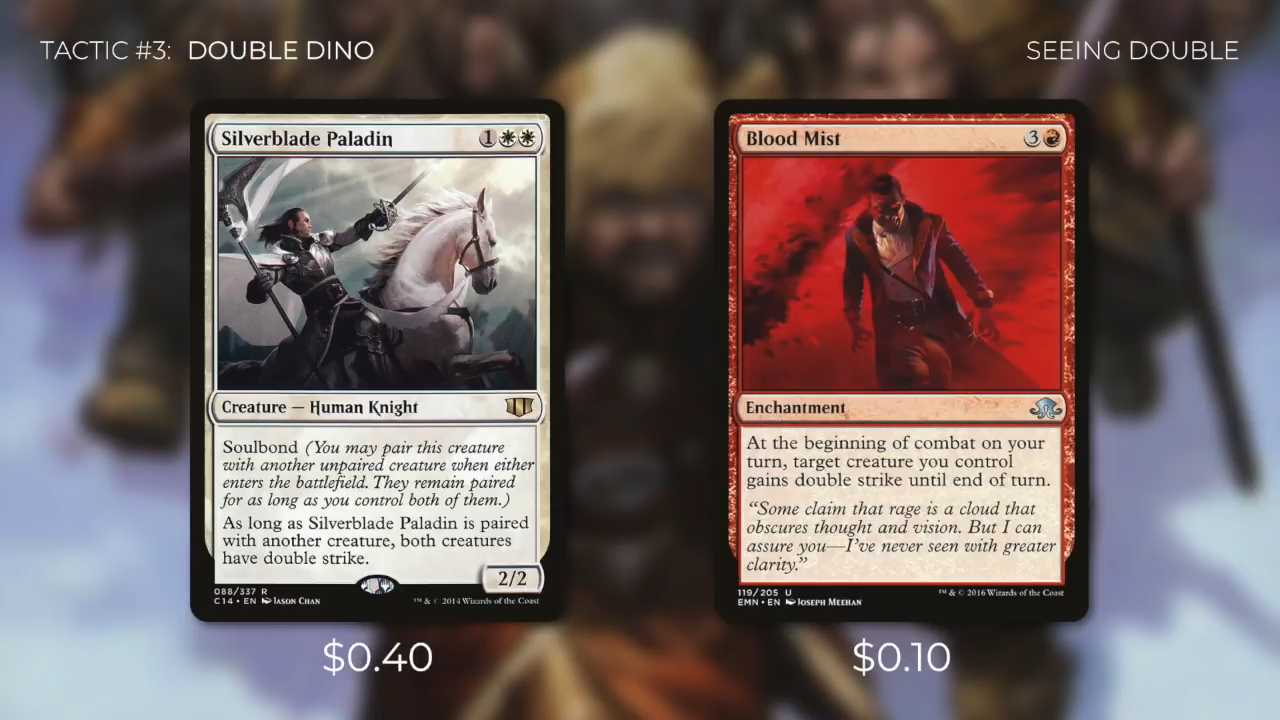 TACTIC #3: DOUBLE DINO
SEEING DOUBLE
Silverblade Paladin 1
Creature — Human Knight
Soulbond (You may pair this creature
with another unpaired creature when either
enters the battlefield. They remain paired
for as long as you control both of them.)
As long as Silverblade Paladin is paired
with another creature, both creatures
have double strike.
2/2
088/337 R
C14 • EN JASON CHAN
™ & © 2014 Wizards of the Coast
$0.40
Blood Mist 3
Enchantment
At the beginning of combat on your
turn, target creature you control
gains double strike until end of turn.
“Some claim that rage is a cloud that
obscures thought and vision. But I can
assure you—I’ve never seen with greater
clarity.”
119/205 U
EMN • EN JOSEPH MEEHAN
™ & © 2016 Wizards of the Coast
$0.10